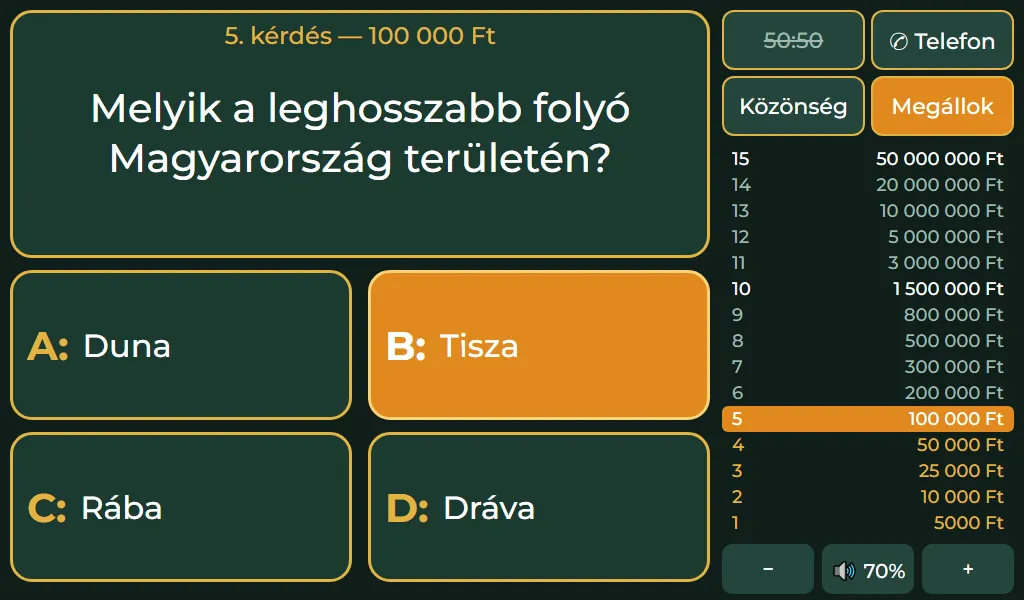 5. kérdés — 100 000 Ft
Melyik a leghosszabb folyó
Magyarország területén?
A: Duna
B: Tisza
C: Rába
D: Dráva
50:50
✆ Telefon
Közönség
Megállok
15 50 000 000 Ft
14 20 000 000 Ft
13 10 000 000 Ft
12 5 000 000 Ft
11 3 000 000 Ft
10 1 500 000 Ft
9 800 000 Ft
8 500 000 Ft
7 300 000 Ft
6 200 000 Ft
5 100 000 Ft
4 50 000 Ft
3 25 000 Ft
2 10 000 Ft
1 5000 Ft
− 🔊 70% +